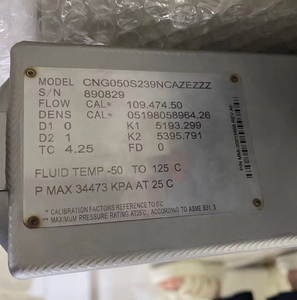 MODEL CNG050S239NCAZEZZZ
S/N 890829
FLOW CAL* 109.474.50
DENS CAL* 05198058964.26
D1 0 K1 5193.299
D2 1 K2 5395.791
TC 4.25 FD 0
FLUID TEMP -50 TO 125 C
P MAX 34473 KPA AT 25 C
* CALIBRATION FACTORS REFERENCE TO 0 C
** MAXIMUM PRESSURE RATING AT25°C, ACCORDING TO ASME B31.3